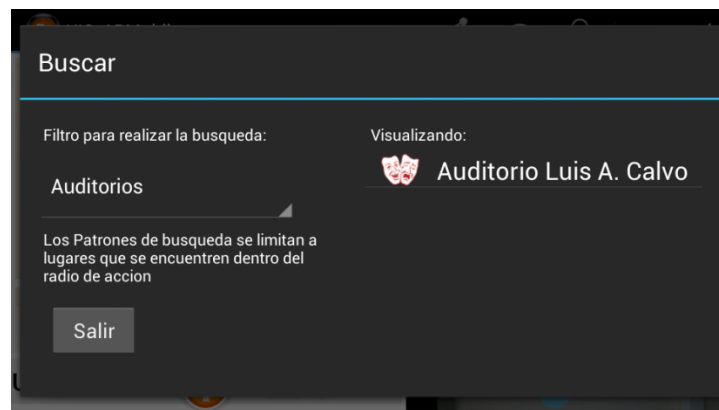 Buscar
Filtro para realizar la busqueda:
Auditorios
Los Patrones de busqueda se limitan a
lugares que se encuentren dentro del
radio de accion
Salir
Visualizando:
Auditorio Luis A. Calvo